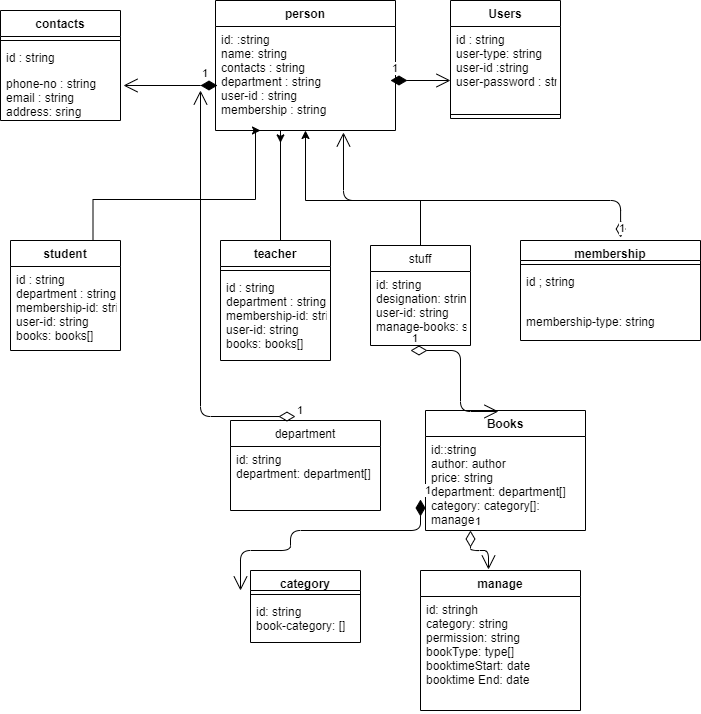 contacts
id : string
phone-no : string
email : string
address: sring
person
id: :string
name: string
contacts : string
department : string
user-id : string
membership : string
Users
id : string
user-type: string
user-id :string
user-password : str
1
1
student
id : string
department : string
membership-id: stri
user-id: string
books: books[]
teacher
id : string
department : string
membership-id: stri
user-id: string
books: books[]
stuff
id: string
designation: strin
user-id: string
manage-books: s
1
membership
id ; string
membership-type: string
1
department
id: string
department: department[]
1
Books
id::string
author: author
price: string
department: department[]
category: category[]:
manage
1
1
category
id: string
book-category: []
manage
id: stringh
category: string
permission: string
bookType: type[]
booktimeStart: date
booktime End: date